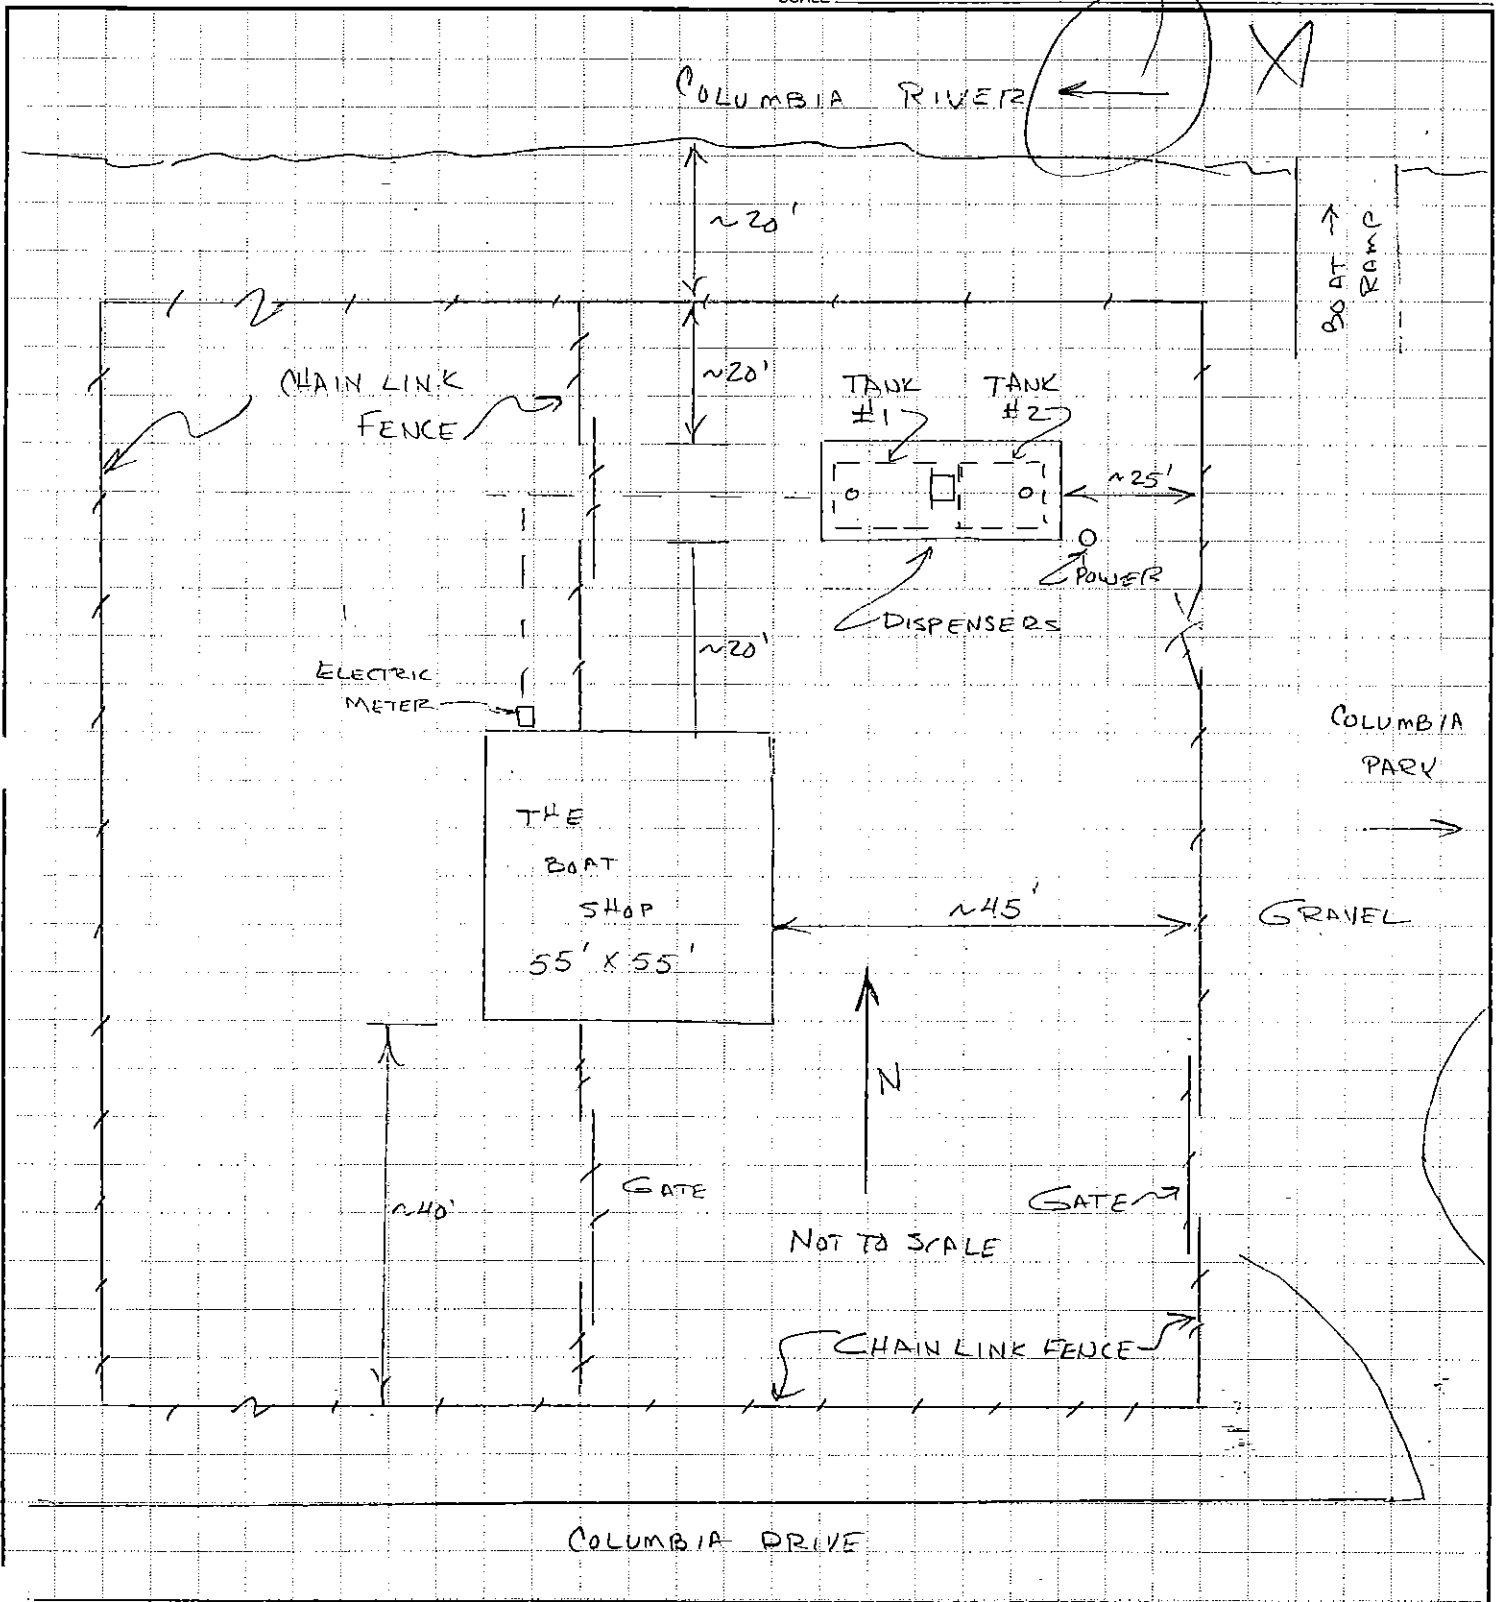 SCALE
COLUMBIA RIVER
~20'
BOAT →
RAMP
CHAIN LINK
FENCE
~20'
TANK
#1
TANK
#2
~25'
POWER
DISPENSERS
~20'
ELECTRIC
METER
COLUMBIA
PARK
THE
BOAT
SHOP
55' X 55'
~45'
GRAVEL
N
GATE
GATE
~40'
NOT TO SCALE
CHAIN LINK FENCE
COLUMBIA DRIVE